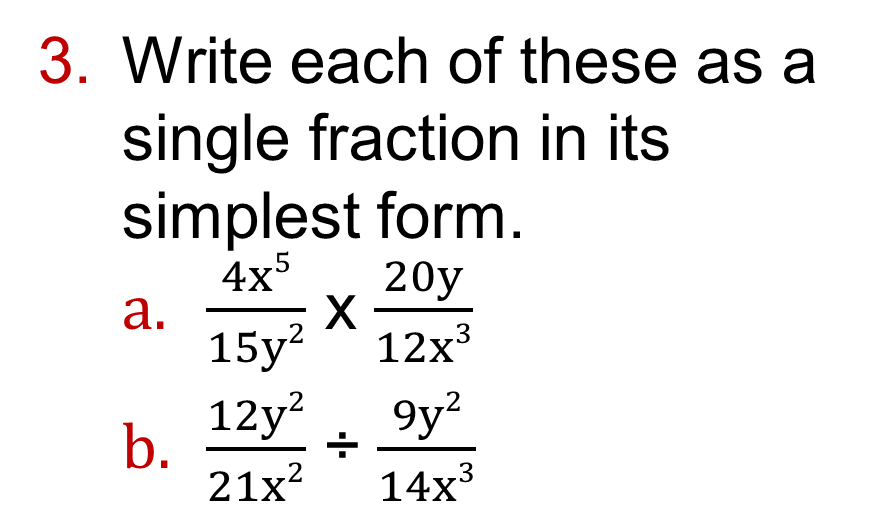 3. Write each of these as a
single fraction in its
simplest form.
a. 4x⁵/15y² x 20y/12x³
b. 12y²/21x² ÷ 9y²/14x³